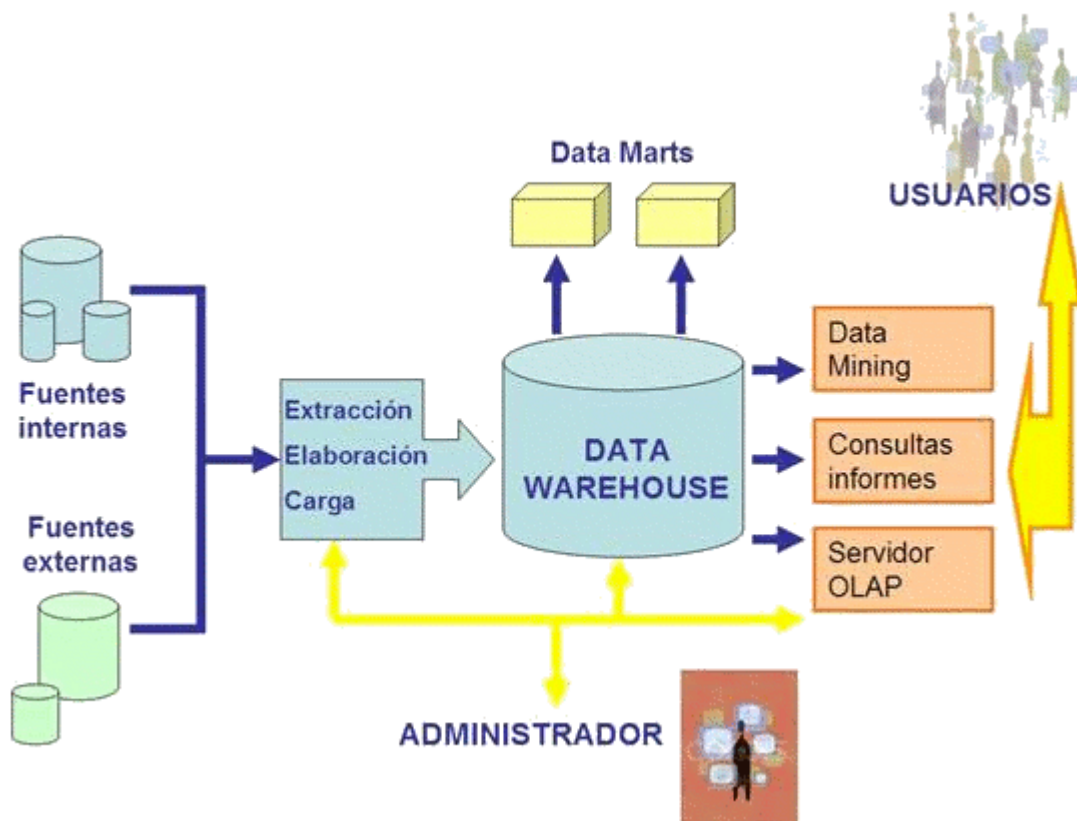 USUARIOS
Data Marts
Fuentes
internas
Fuentes
externas
Extracción
Elaboración
Carga
DATA
WAREHOUSE
Data
Mining
Consultas
informes
Servidor
OLAP
ADMINISTRADOR